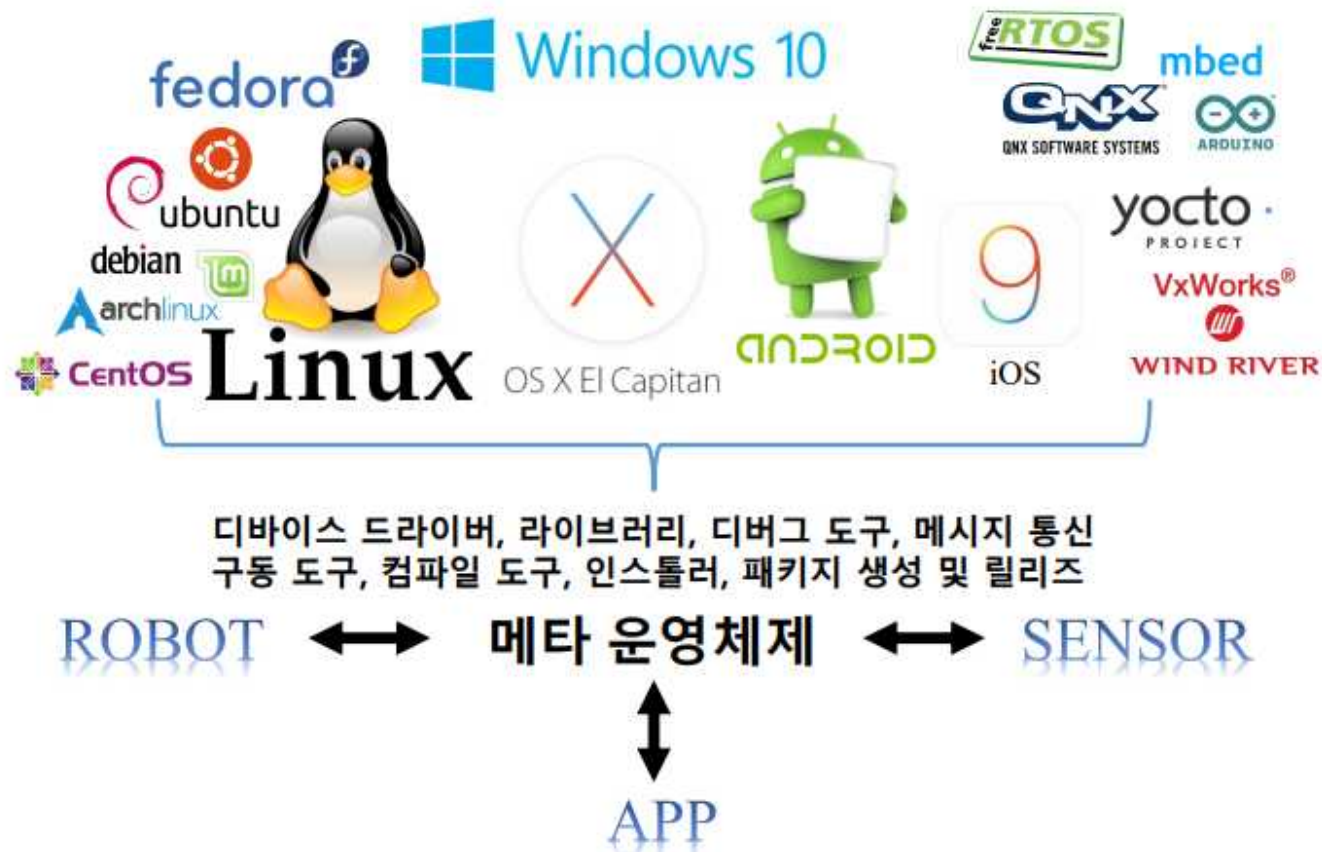 fedora
Windows 10
free RTOS
mbed
QNX
QNX SOFTWARE SYSTEMS
ARDUINO
ubuntu
debian
archlinux
CentOS
Linux
OS X El Capitan
ANDROID
9
iOS
yocto
PROJECT
VxWorks®
WIND RIVER
디바이스 드라이버, 라이브러리, 디버그 도구, 메시지 통신
구동 도구, 컴파일 도구, 인스톨러, 패키지 생성 및 릴리즈
ROBOT
메타 운영체제
SENSOR
APP